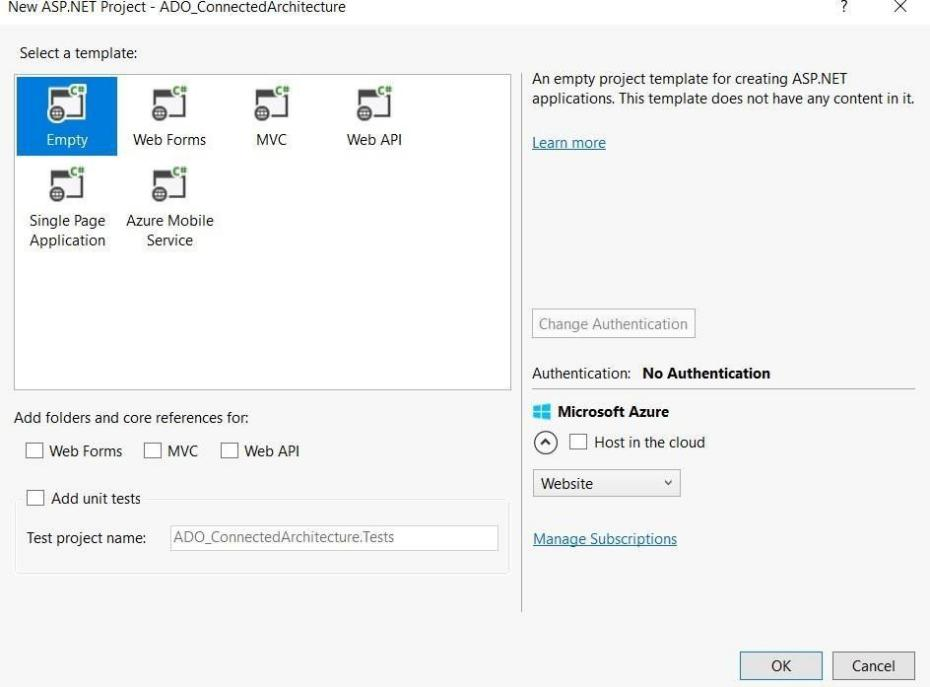 New ASP.NET Project - ADO_ConnectedArchitecture
?
Select a template:
C# C# C# C#
Empty Web Forms MVC Web API
C# C#
Single Page Azure Mobile
Application Service
An empty project template for creating ASP.NET
applications. This template does not have any content in it.
Learn more
Change Authentication
Authentication: No Authentication
Microsoft Azure
Host in the cloud
Website
Manage Subscriptions
Add folders and core references for:
Web Forms MVC Web API
Add unit tests
Test project name: ADO_ConnectedArchitecture.Tests
OK Cancel